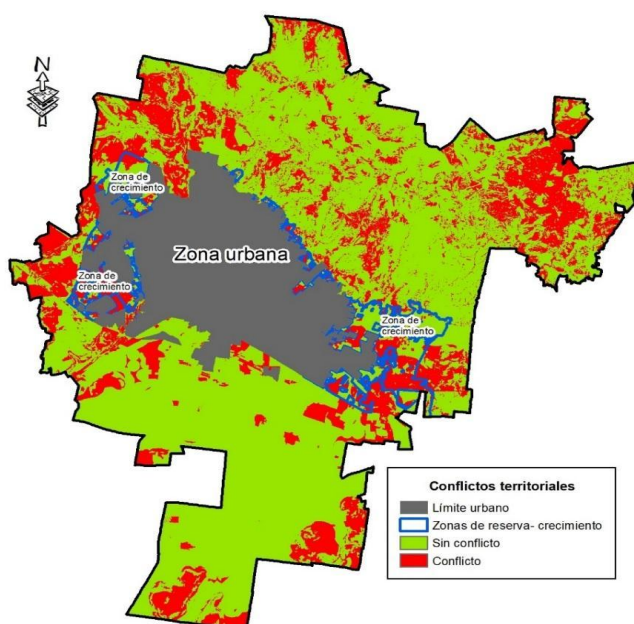 N
Zona de
crecimiento
Zona urbana
Zona de
crecimiento
Zona de
crecimiento
Conflictos territoriales
Límite urbano
Zonas de reserva- crecimiento
Sin conflicto
Conflicto